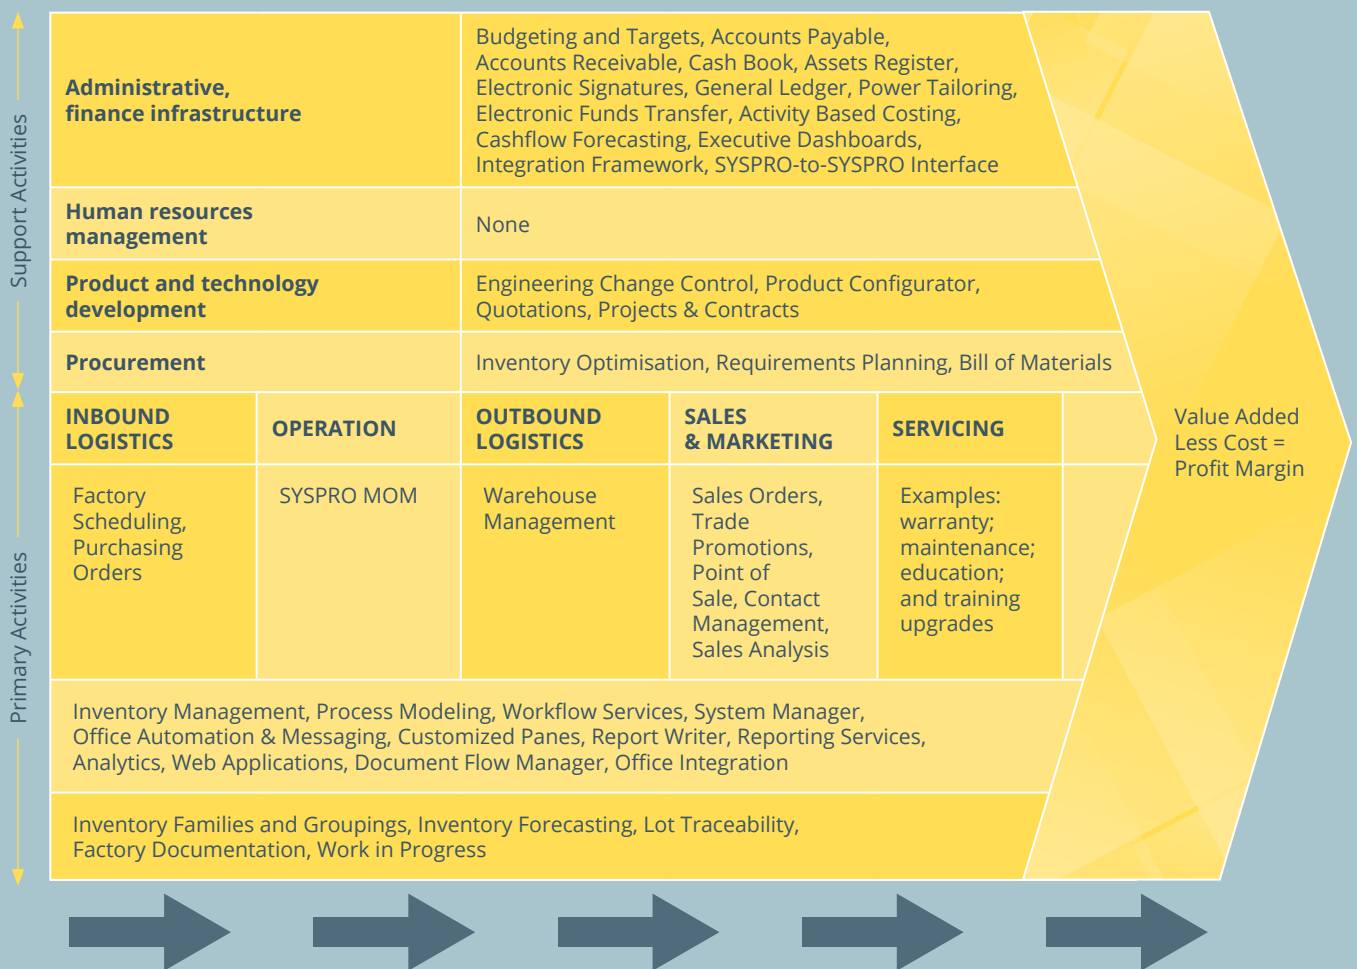 Support Activities
Primary Activities
Administrative,
finance infrastructure
Budgeting and Targets, Accounts Payable,
Accounts Receivable, Cash Book, Assets Register,
Electronic Signatures, General Ledger, Power Tailoring,
Electronic Funds Transfer, Activity Based Costing,
Cashflow Forecasting, Executive Dashboards,
Integration Framework, SYSPRO-to-SYSPRO Interface
Human resources
management
None
Product and technology
development
Engineering Change Control, Product Configurator,
Quotations, Projects & Contracts
Procurement
Inventory Optimisation, Requirements Planning, Bill of Materials
INBOUND
LOGISTICS
OPERATION
OUTBOUND
LOGISTICS
SALES
& MARKETING
SERVICING
Factory
Scheduling,
Purchasing
Orders
SYSPRO MOM
Warehouse
Management
Sales Orders,
Trade
Promotions,
Point of
Sale, Contact
Management,
Sales Analysis
Examples:
warranty;
maintenance;
education;
and training
upgrades
Value Added
Less Cost =
Profit Margin
Inventory Management, Process Modeling, Workflow Services, System Manager,
Office Automation & Messaging, Customized Panes, Report Writer, Reporting Services,
Analytics, Web Applications, Document Flow Manager, Office Integration
Inventory Families and Groupings, Inventory Forecasting, Lot Traceability,
Factory Documentation, Work in Progress